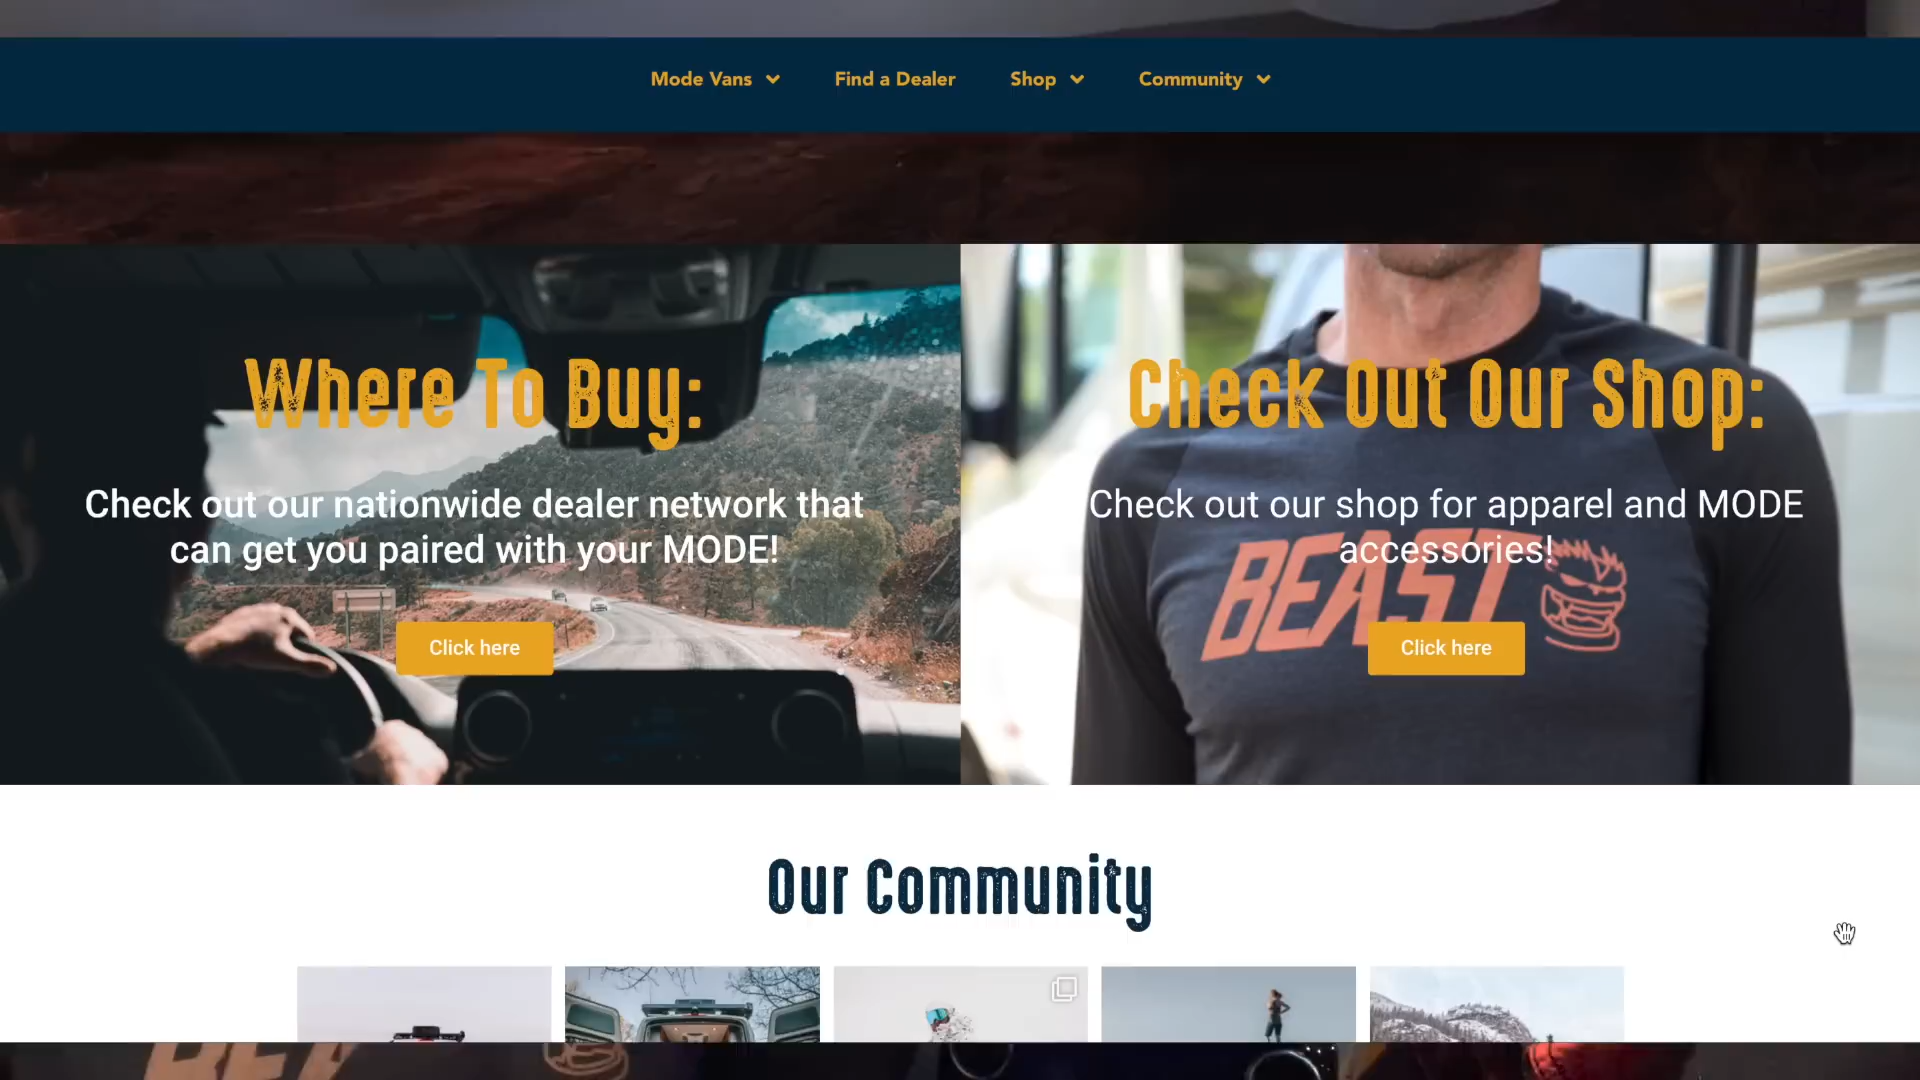 Mode Vans
Find a Dealer
Shop
Community
Where To Buy:
Check out our nationwide dealer network that
can get you paired with your MODE!
Click here
Check Out Our Shop:
Check out our shop for apparel and MODE
accessories!
BEAST
Click here
Our Community